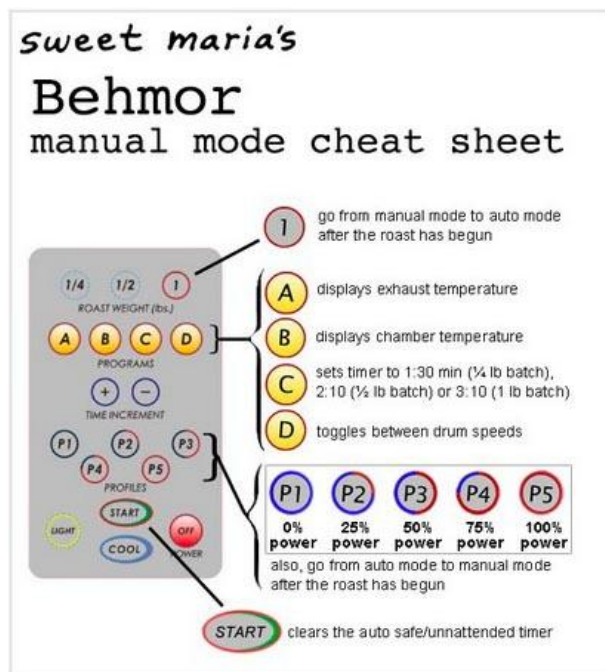 sweet maria's
Behmor
manual mode cheat sheet
1
go from manual mode to auto mode
after the roast has begun
1/4 1/2 1
ROAST WEIGHT (lbs.)
A B C D
PROGRAMS
+ −
TIME INCREMENT
P1 P2 P3
P4 P5
PROFILES
START
LIGHT
OFF
COOL
POWER
A
displays exhaust temperature
B
displays chamber temperature
C
sets timer to 1:30 min (¼ lb batch),
2:10 (½ lb batch) or 3:10 (1 lb batch)
D
toggles between drum speeds
P1 P2 P3 P4 P5
0% 25% 50% 75% 100%
power power power power power
also, go from auto mode to manual mode
after the roast has begun
START
clears the auto safe/unnattended timer